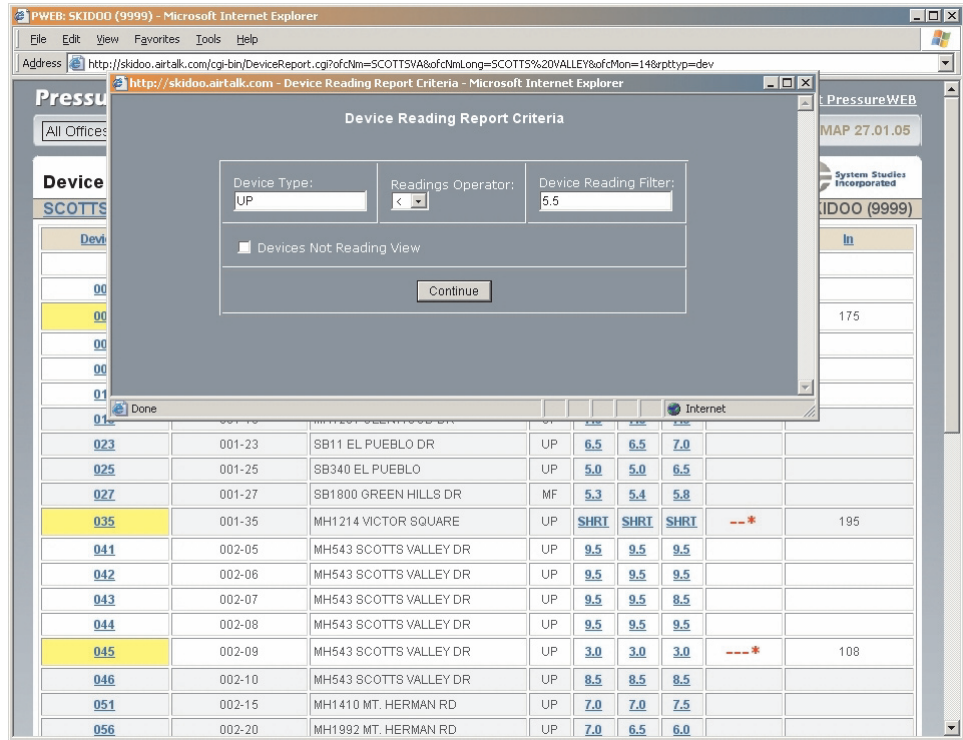 PWEB: SKIDOO (9999) - Microsoft Internet Explorer
File Edit View Favorites Tools Help
Address http://skidoo.airtalk.com/cgi-bin/DeviceReport.cgi?ofcNm=SCOTTSVA&ofcNmLong=SCOTTS%20VALLEY&ofcMon=14&rpttyp=dev
http://skidoo.airtalk.com - Device Reading Report Criteria - Microsoft Internet Explorer
Pressu
t PressureWEB
Device Reading Report Criteria
All Offices
MAP 27.01.05
Device
System Studies
Incorporated
Device Type: Readings Operator: Device Reading Filter:
UP < 5.5
SCOTTS
KIDOO (9999)
Devi In
Devices Not Reading View
00
Continue
00 175
00
00
01
Done Internet
023 001-23 SB11 EL PUEBLO DR UP 6.5 6.5 7.0
025 001-25 SB340 EL PUEBLO UP 5.0 5.0 6.5
027 001-27 SB1800 GREEN HILLS DR MF 5.3 5.4 5.8
035 001-35 MH1214 VICTOR SQUARE UP SHRT SHRT SHRT --* 195
041 002-05 MH543 SCOTTS VALLEY DR UP 9.5 9.5 9.5
042 002-06 MH543 SCOTTS VALLEY DR UP 9.5 9.5 9.5
043 002-07 MH543 SCOTTS VALLEY DR UP 9.5 9.5 8.5
044 002-08 MH543 SCOTTS VALLEY DR UP 9.5 9.5 9.5
045 002-09 MH543 SCOTTS VALLEY DR UP 3.0 3.0 3.0 ---* 108
046 002-10 MH543 SCOTTS VALLEY DR UP 8.5 8.5 8.5
051 002-15 MH1410 MT. HERMAN RD UP 7.0 7.0 7.5
056 002-20 MH1992 MT. HERMAN RD UP 7.0 6.5 6.0